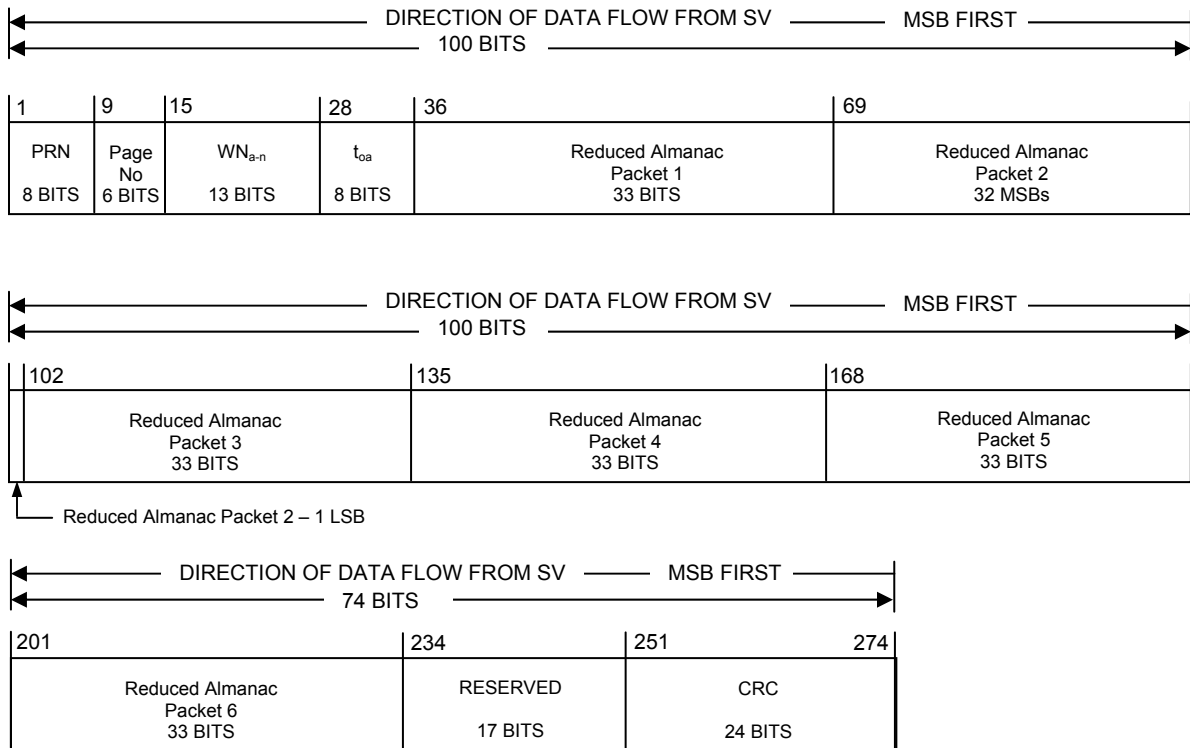 DIRECTION OF DATA FLOW FROM SV MSB FIRST
100 BITS
1 9 15 28 36 69
PRN Page No WNa-n toa Reduced Almanac Packet 1 Reduced Almanac Packet 2
8 BITS 6 BITS 13 BITS 8 BITS 33 BITS 32 MSBs
DIRECTION OF DATA FLOW FROM SV MSB FIRST
100 BITS
102 135 168
Reduced Almanac Reduced Almanac Reduced Almanac
Packet 3 Packet 4 Packet 5
33 BITS 33 BITS 33 BITS
Reduced Almanac Packet 2 – 1 LSB
DIRECTION OF DATA FLOW FROM SV MSB FIRST
74 BITS
201 234 251 274
Reduced Almanac Packet 6 RESERVED CRC
33 BITS 17 BITS 24 BITS